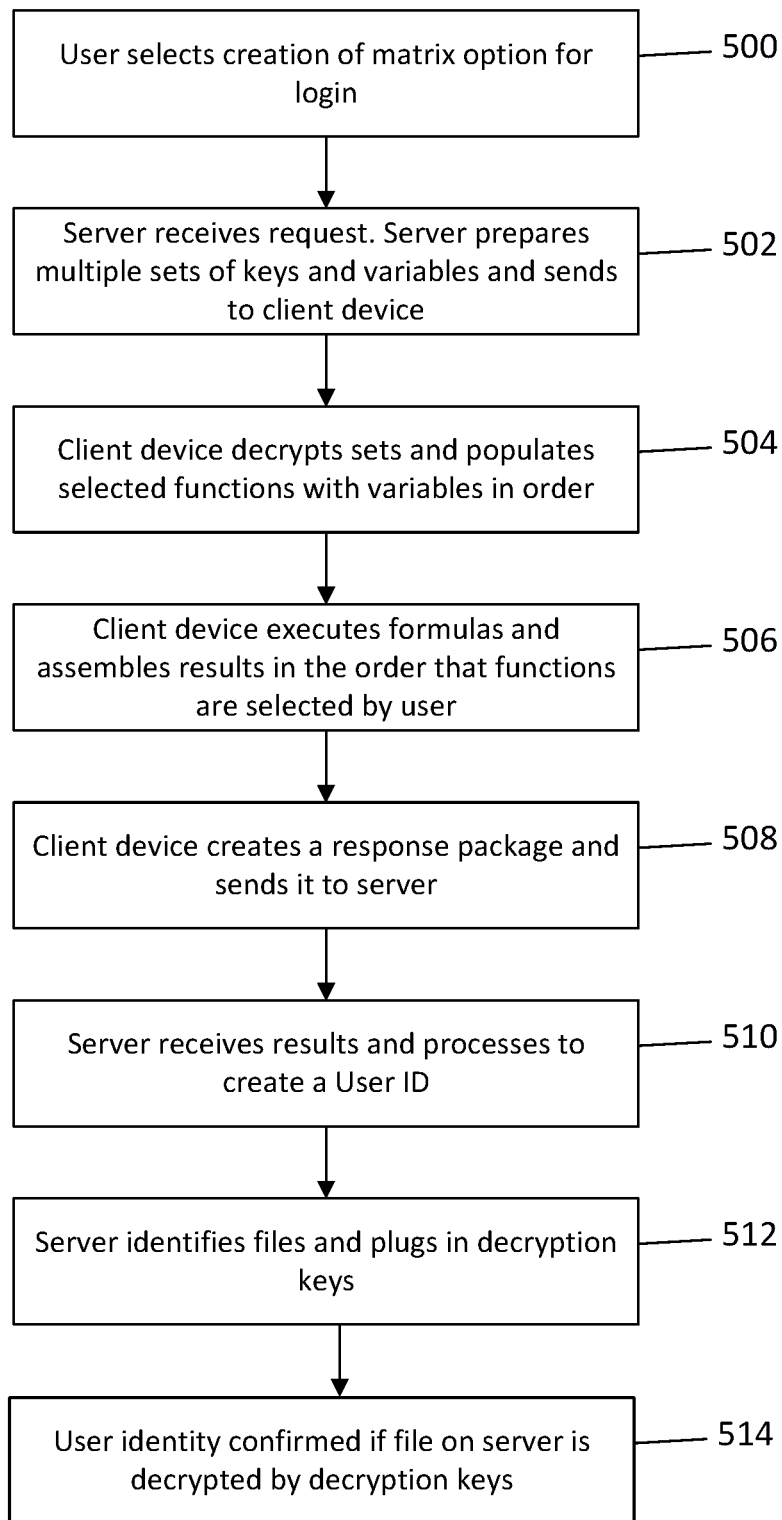 User selects creation of matrix option for
login
500
Server receives request. Server prepares
multiple sets of keys and variables and sends
to client device
502
Client device decrypts sets and populates
selected functions with variables in order
504
Client device executes formulas and
assembles results in the order that functions
are selected by user
506
Client device creates a response package and
sends it to server
508
Server receives results and processes to
create a User ID
510
Server identifies files and plugs in decryption
keys
512
User identity confirmed if file on server is
decrypted by decryption keys
514